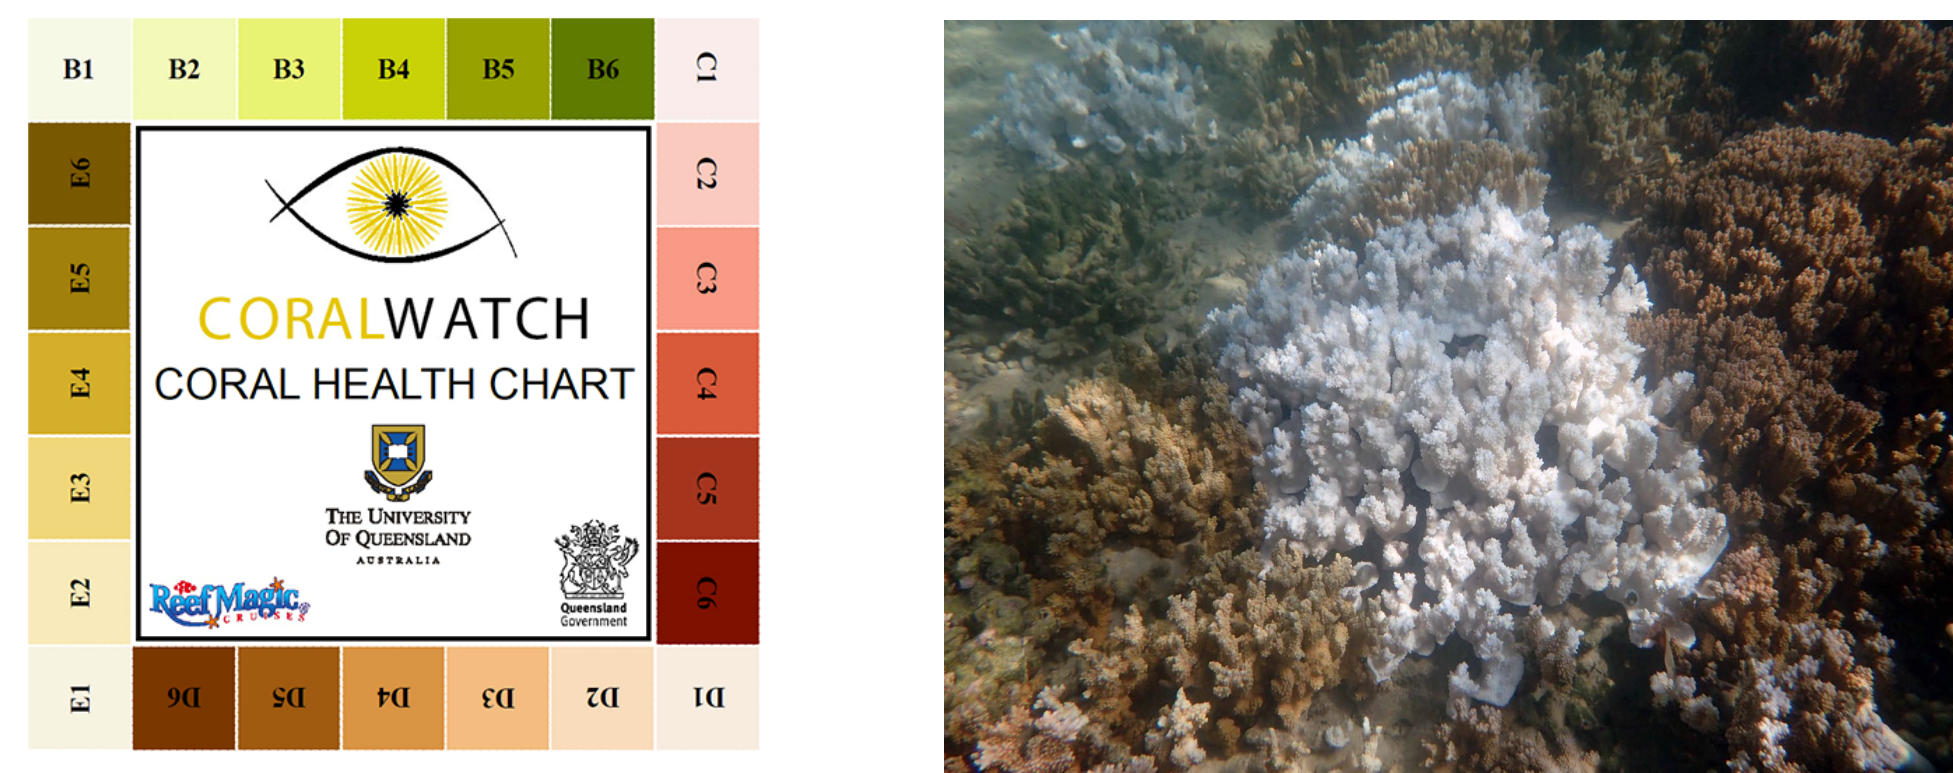 B1 B2 B3 B4 B5 B6 C1
E6
C2
E5
C3
CORALWATCH
E4
CORAL HEALTH CHART
C4
E3
C5
THE UNIVERSITY
OF QUEENSLAND
AUSTRALIA
E2
C6
ReefMagic
CRUISES
Queensland
Government
E1 D6 D5 D4 D3 D2 D1